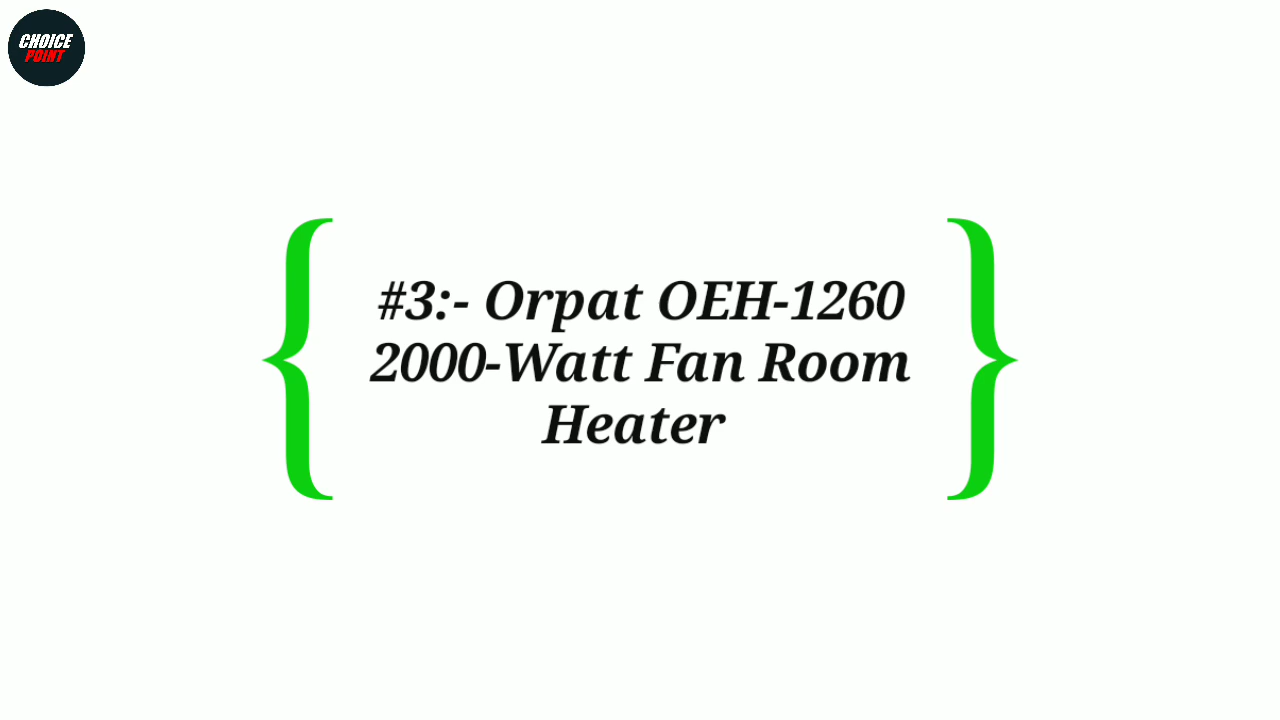 CHOICE
POINT
#3:- Orpat OEH-1260
2000-Watt Fan Room
Heater